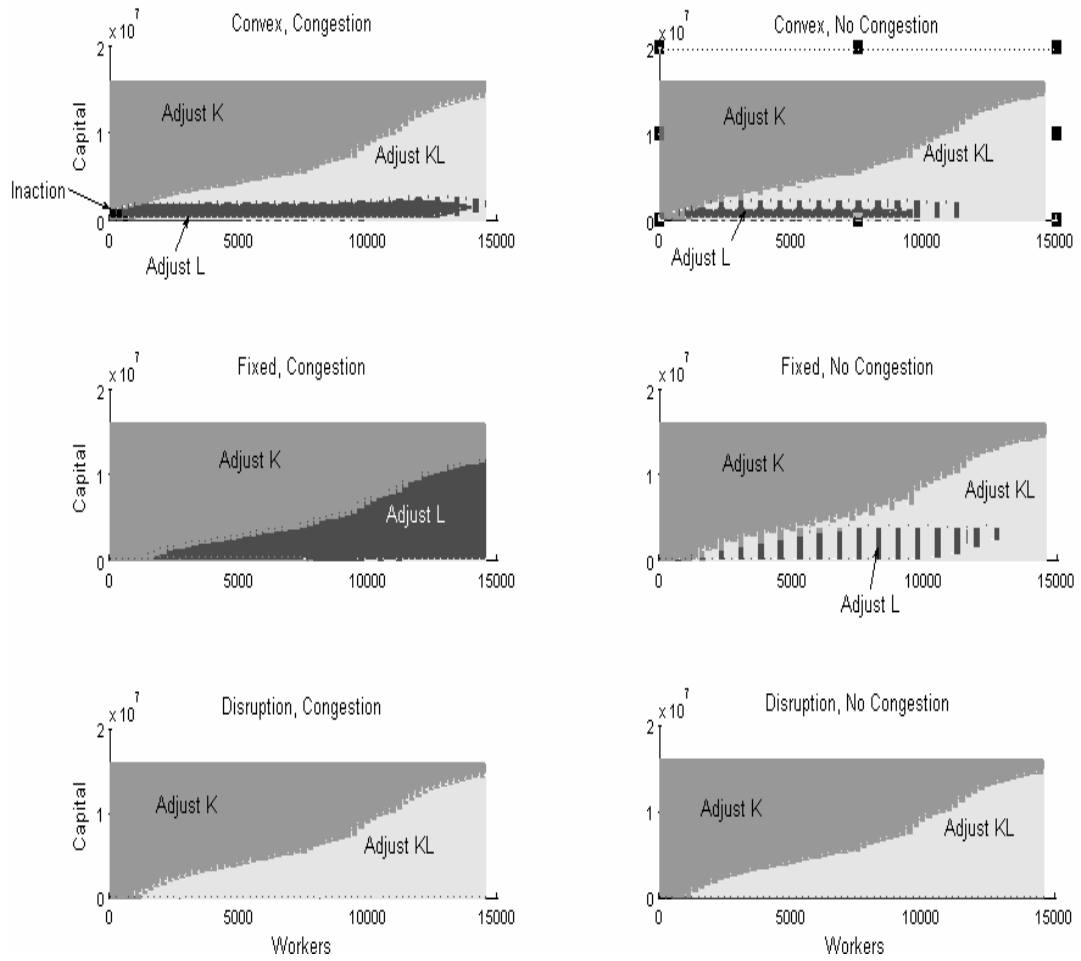 × 10^7
Convex, Congestion
2
1
0
Capital
Adjust K
Adjust KL
Inaction
Adjust L
0 5000 10000 15000
× 10^7
Convex, No Congestion
2
1
0
Adjust K
Adjust KL
Adjust L
0 5000 10000 15000
× 10^7
Fixed, Congestion
2
1
0
Capital
Adjust K
Adjust L
0 5000 10000 15000
× 10^7
Fixed, No Congestion
2
1
0
Adjust K
Adjust KL
Adjust L
0 5000 10000 15000
× 10^7
Disruption, Congestion
2
1
0
Capital
Adjust K
Adjust KL
0 5000 10000 15000
Workers
× 10^7
Disruption, No Congestion
2
1
0
Adjust K
Adjust KL
0 5000 10000 15000
Workers